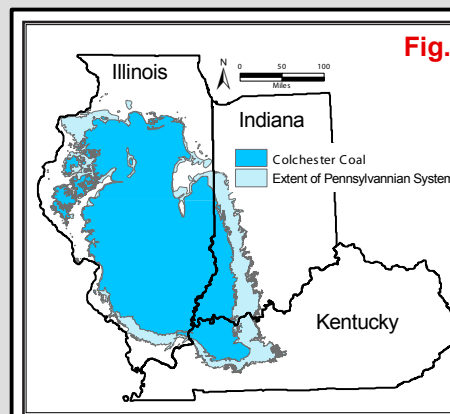 Fig.
Illinois
N
0 50 100
Miles
Indiana
Colchester Coal
Extent of Pennsylvannian System
Kentucky